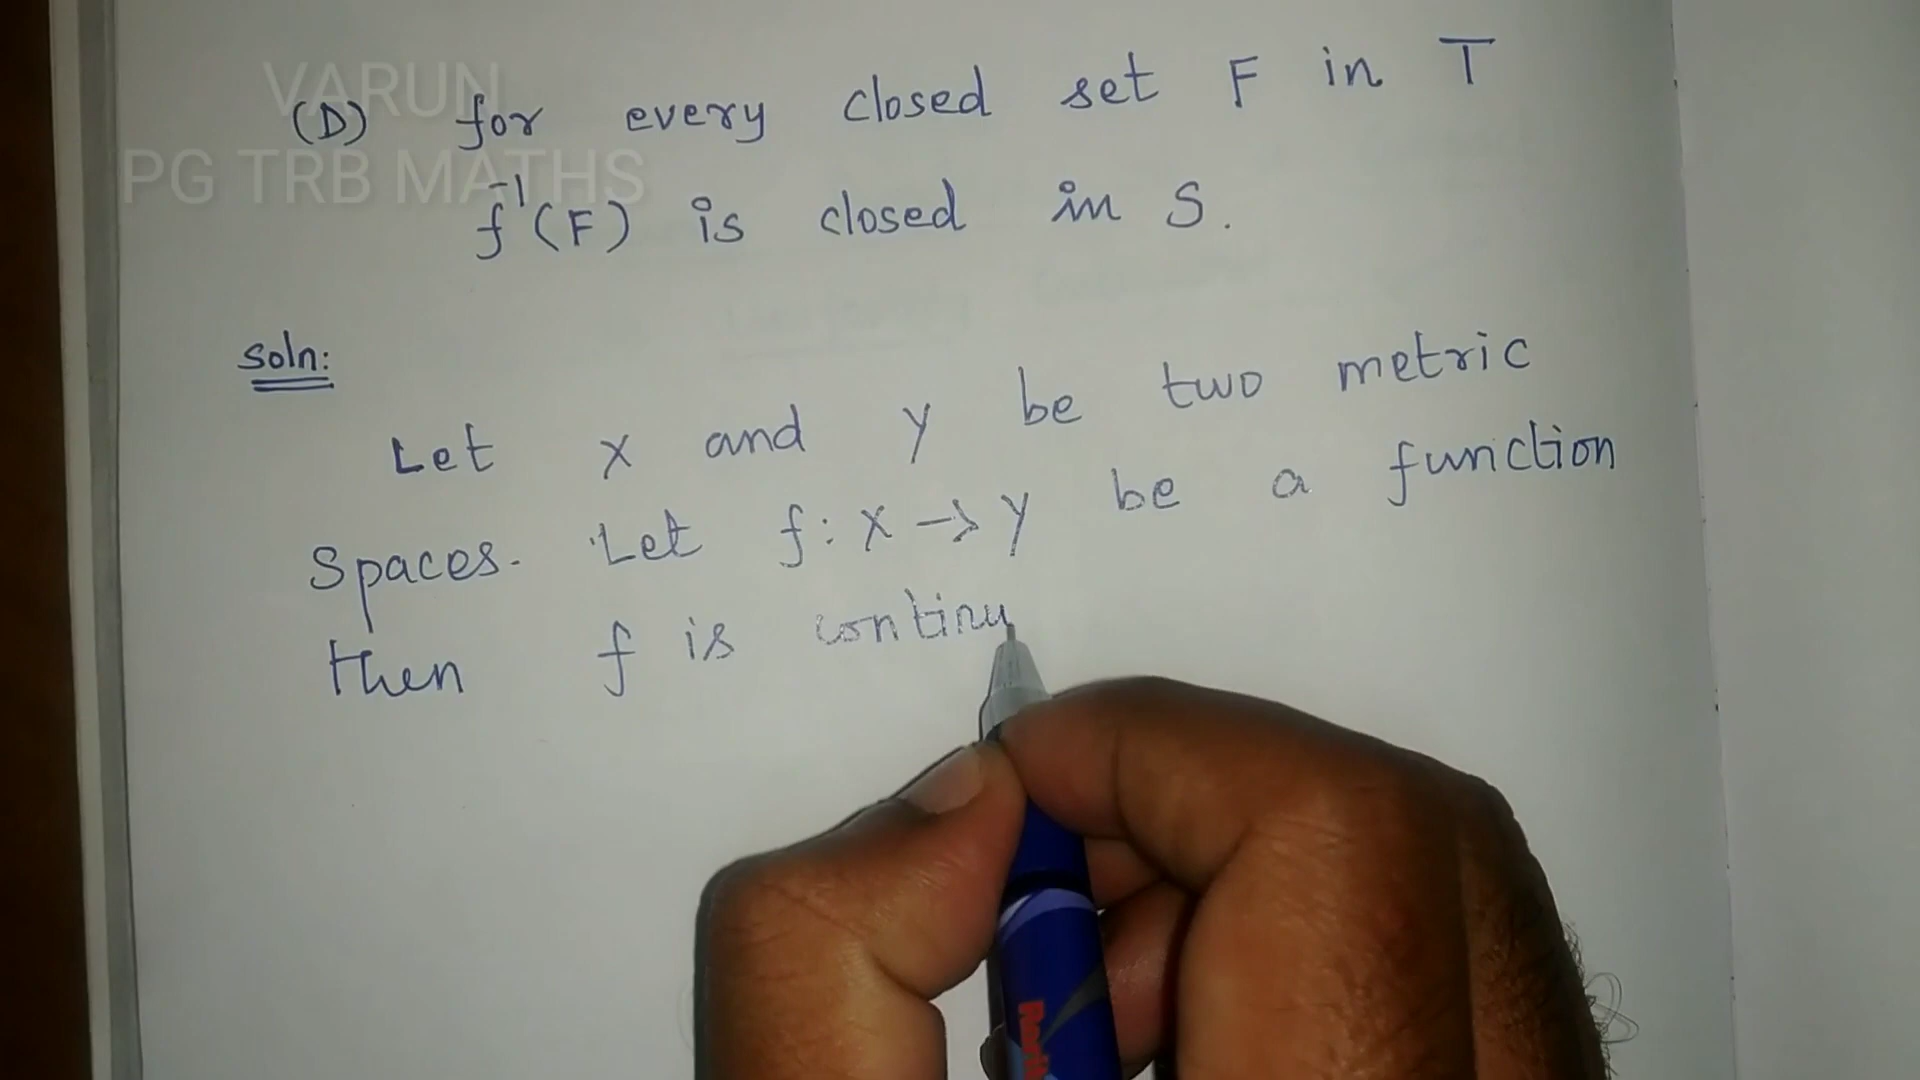 VARUN
PG TRB MATHS
(D) for every closed set F in T
f⁻¹(F) is closed in S.
Soln:
Let X and Y be two metric
Spaces. Let f: X → Y be a function
then f is continu